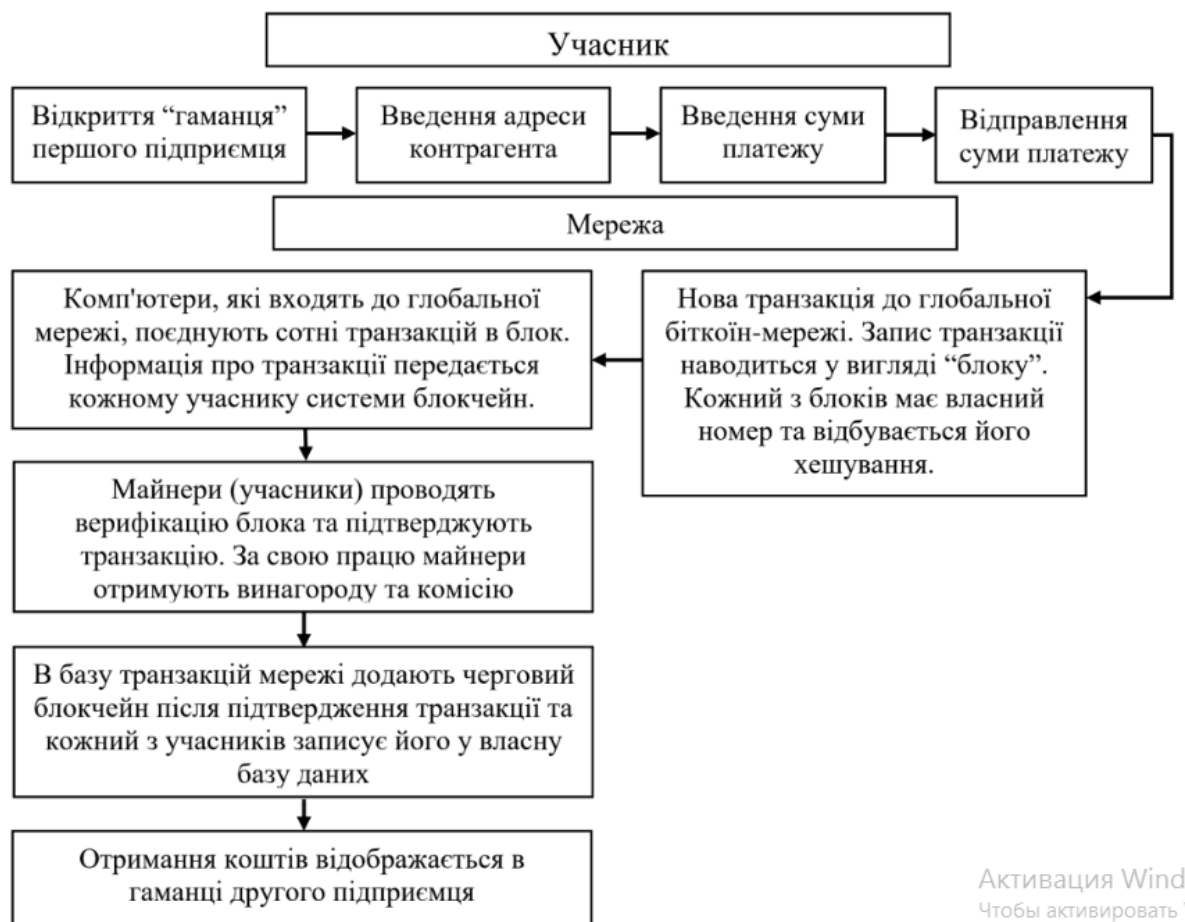 Учасник
Відкриття “гаманця”
першого підприємця
Введення адреси
контрагента
Введення суми
платежу
Відправлення
суми платежу
Мережа
Нова транзакція до глобальної
біткоїн-мережі. Запис транзакції
наводиться у вигляді “блоку”.
Кожний з блоків має власний
номер та відбувається його
хешування.
Комп'ютери, які входять до глобальної
мережі, поєднують сотні транзакцій в блок.
Інформація про транзакції передається
кожному учаснику системи блокчейн.
Майнери (учасники) проводять
верифікацію блока та підтверджують
транзакцію. За свою працю майнери
отримують винагороду та комісію
В базу транзакцій мережі додають черговий
блокчейн після підтвердження транзакції та
кожний з учасників записує його у власну
базу даних
Отримання коштів відображається в
гаманці другого підприємця
Активация Wind
Чтобы активировать